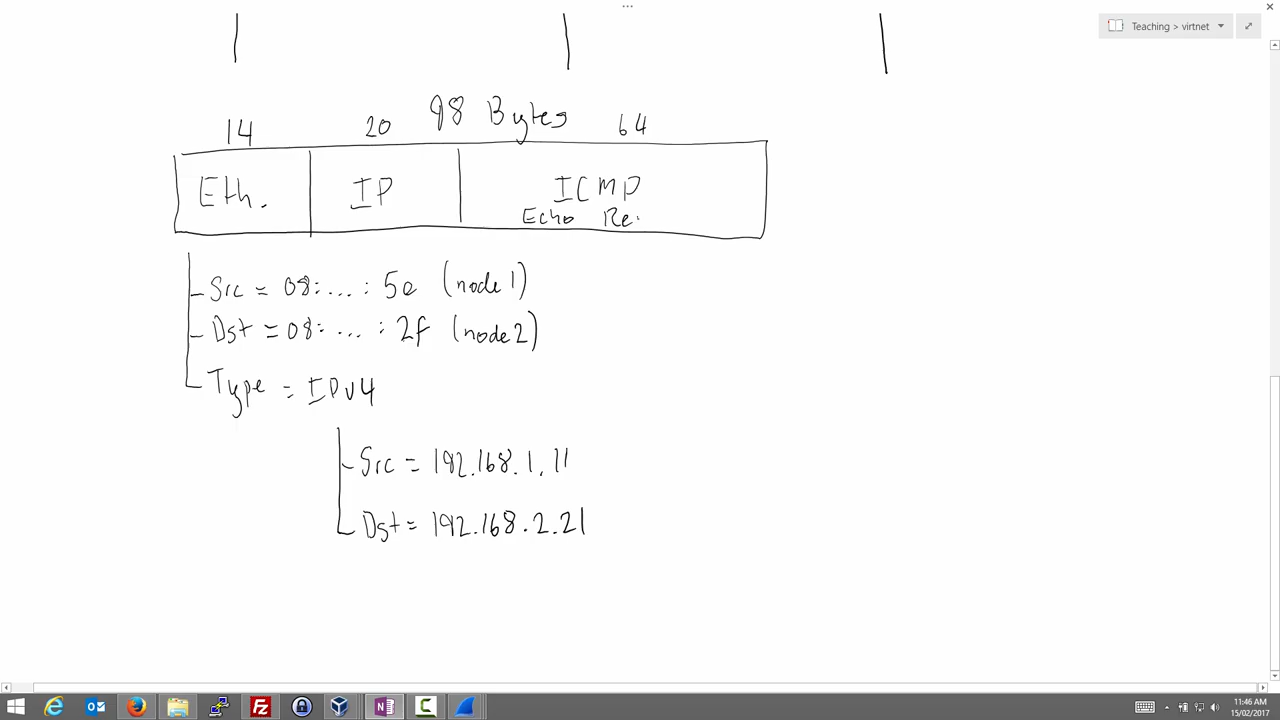 Teaching > virtnet
98 Bytes
14 20 64
Eth. IP ICMP
Echo Re.
Src = 08:...:5e (node1)
Dst = 08:...:2f (node2)
Type = IPv4
Src = 192.168.1.11
Dst = 192.168.2.21
11:46 AM
15/02/2017